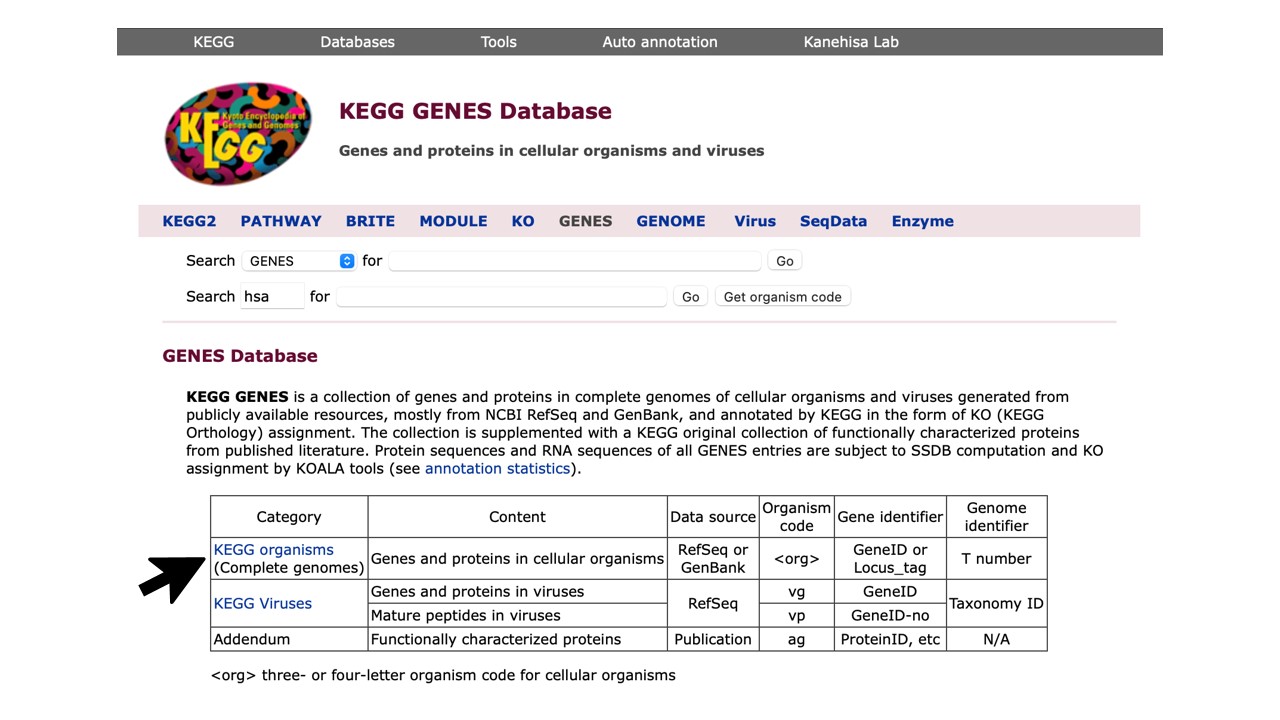 KEGG Databases Tools Auto annotation Kanehisa Lab
KEGG
Kyoto Encyclopedia of
Genes and Genomes
KEGG GENES Database
Genes and proteins in cellular organisms and viruses
KEGG2 PATHWAY BRITE MODULE KO GENES GENOME Virus SeqData Enzyme
Search GENES for Go
Search hsa for Go Get organism code
GENES Database
KEGG GENES is a collection of genes and proteins in complete genomes of cellular organisms and viruses generated from
publicly available resources, mostly from NCBI RefSeq and GenBank, and annotated by KEGG in the form of KO (KEGG
Orthology) assignment. The collection is supplemented with a KEGG original collection of functionally characterized proteins
from published literature. Protein sequences and RNA sequences of all GENES entries are subject to SSDB computation and KO
assignment by KOALA tools (see annotation statistics).
Category Content Data source Organism code Gene identifier Genome identifier
KEGG organisms (Complete genomes) Genes and proteins in cellular organisms RefSeq or GenBank <org> GeneID or Locus_tag T number
KEGG Viruses Genes and proteins in viruses RefSeq vg GeneID Taxonomy ID
Mature peptides in viruses vp GeneID-no
Addendum Functionally characterized proteins Publication ag ProteinID, etc N/A
<org> three- or four-letter organism code for cellular organisms